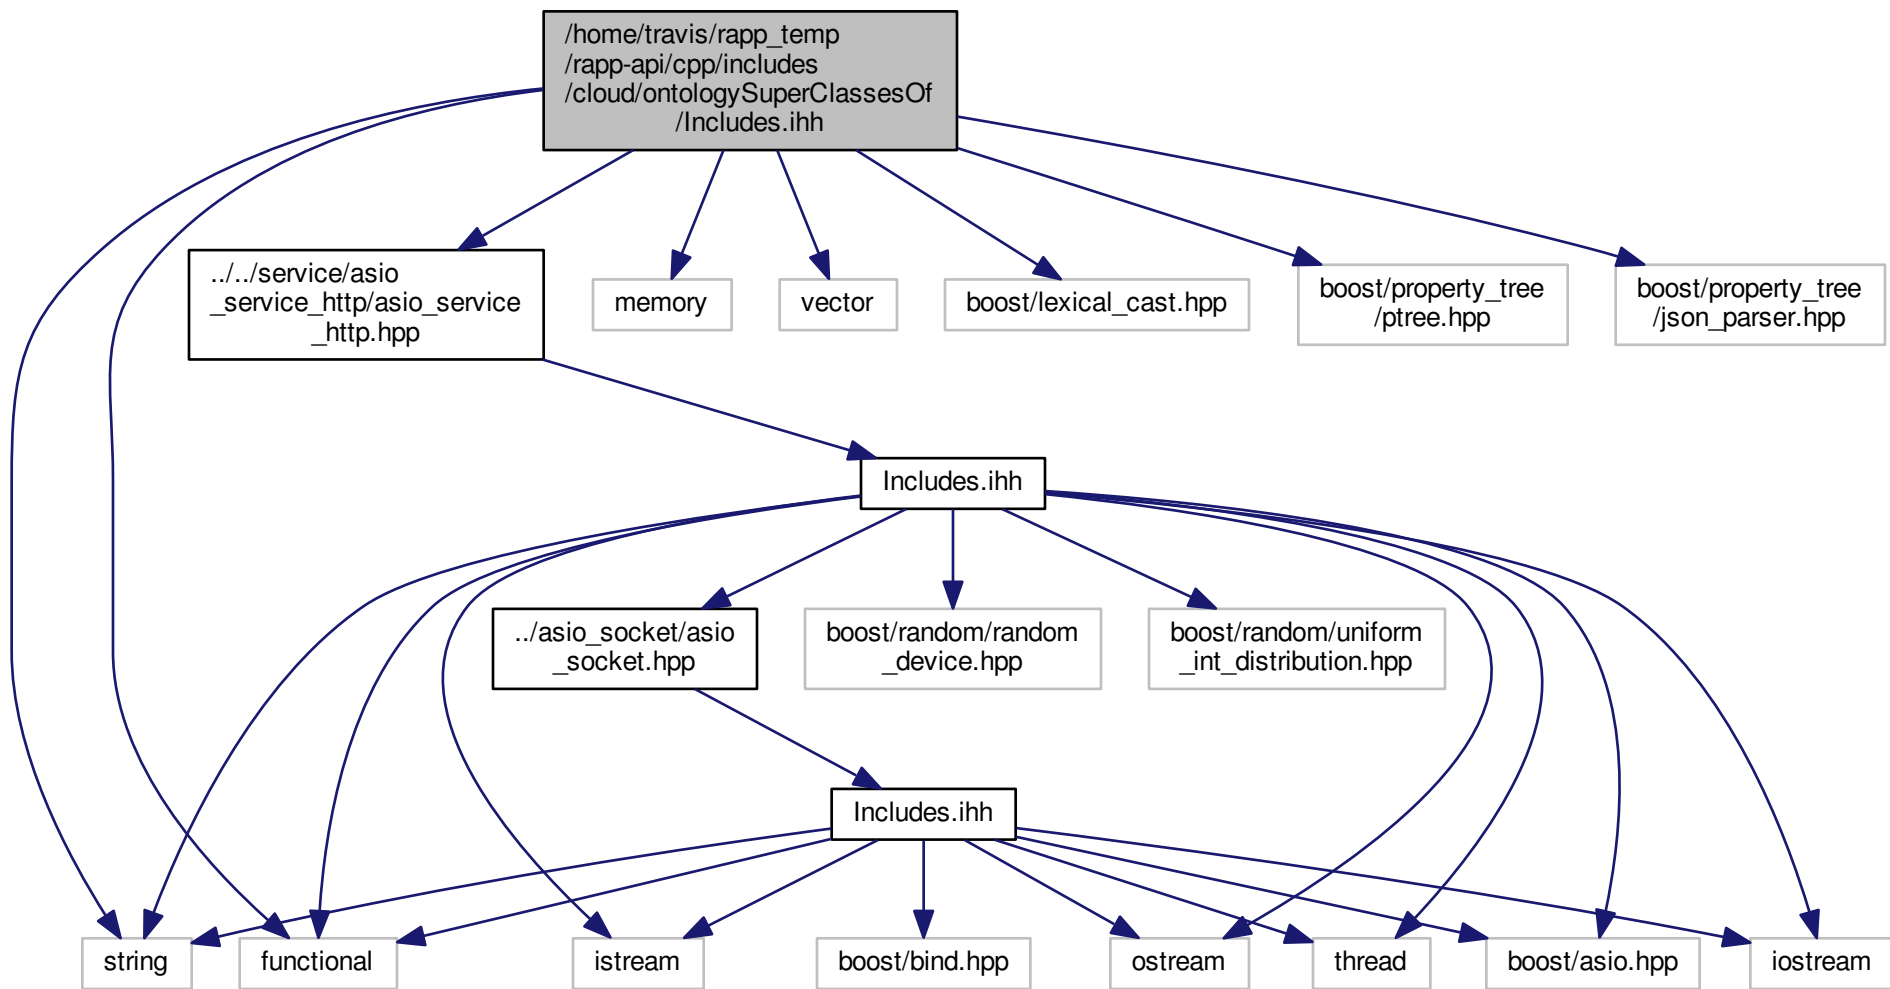 /home/travis/rapp_temp
/rapp-api/cpp/includes
/cloud/ontologySuperClassesOf
/Includes.ihh
../../service/asio
_service_http/asio_service
_http.hpp
memory
vector
boost/lexical_cast.hpp
boost/property_tree
/ptree.hpp
boost/property_tree
/json_parser.hpp
Includes.ihh
../asio_socket/asio
_socket.hpp
boost/random/random
_device.hpp
boost/random/uniform
_int_distribution.hpp
Includes.ihh
string
functional
istream
boost/bind.hpp
ostream
thread
boost/asio.hpp
iostream